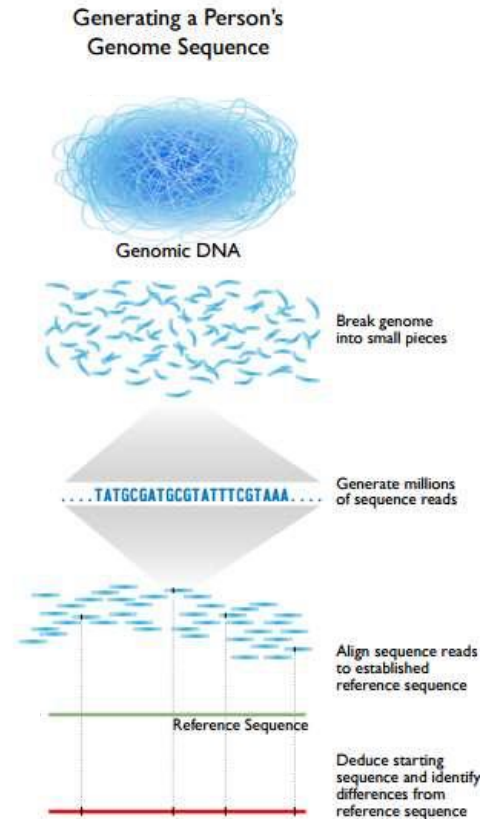 Generating a Person's
Genome Sequence
Genomic DNA
Break genome
into small pieces
....TATGCGATGCGTATTTCGTAAA....
Generate millions
of sequence reads
Align sequence reads
to established
reference sequence
Reference Sequence
Deduce starting
sequence and identify
differences from
reference sequence